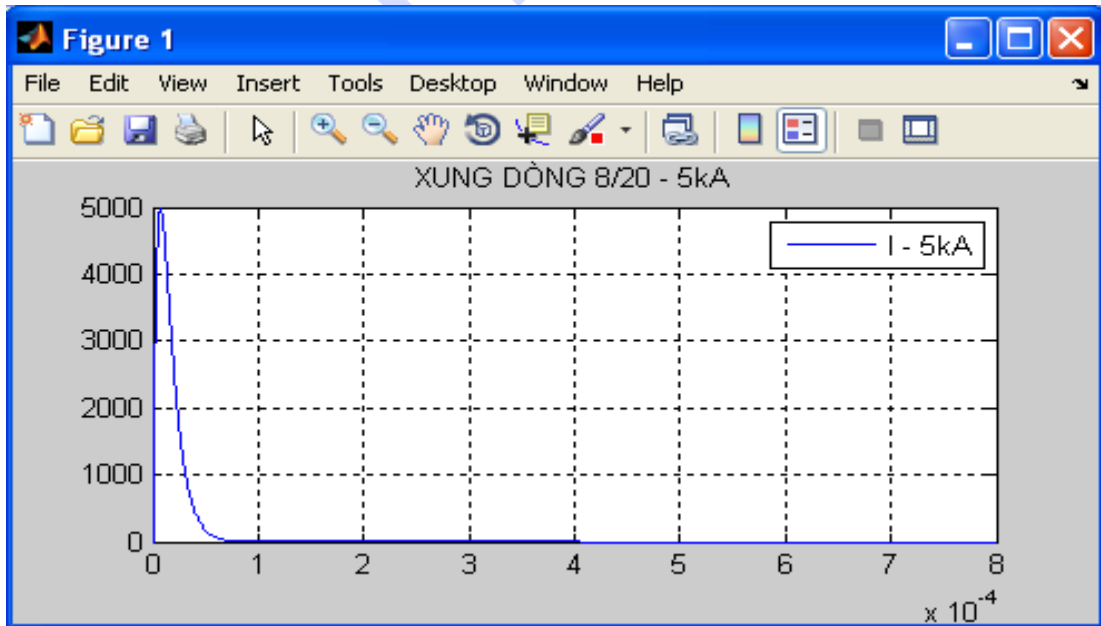 Figure 1
File Edit View Insert Tools Desktop Window Help
XUNG DÒNG 8/20 - 5kA
I - 5kA
5000
4000
3000
2000
1000
0
0 1 2 3 4 5 6 7 8
x 10-4